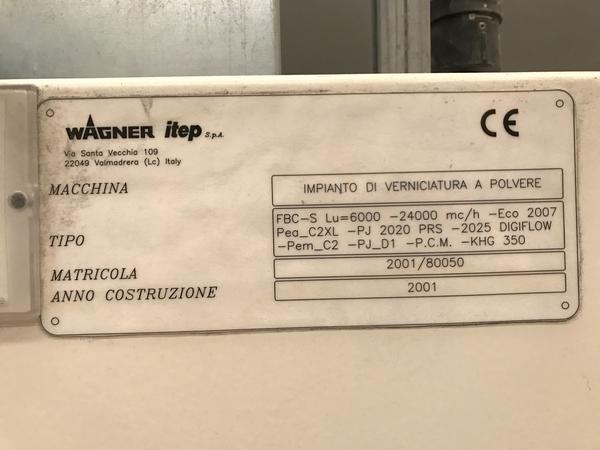 WAGNER itep S.p.A.
Via Santa Vecchia 109
22049 Valmadrera (Lc) Italy
CE
MACCHINA
IMPIANTO DI VERNICIATURA A POLVERE
TIPO
FBC-S Lu=6000 -24000 mc/h -Eco 2007
Pea_C2XL -PJ 2020 PRS -2025 DIGIFLOW
-Pem_C2 -PJ_D1 -P.C.M. -KHG 350
MATRICOLA
2001/80050
ANNO COSTRUZIONE
2001